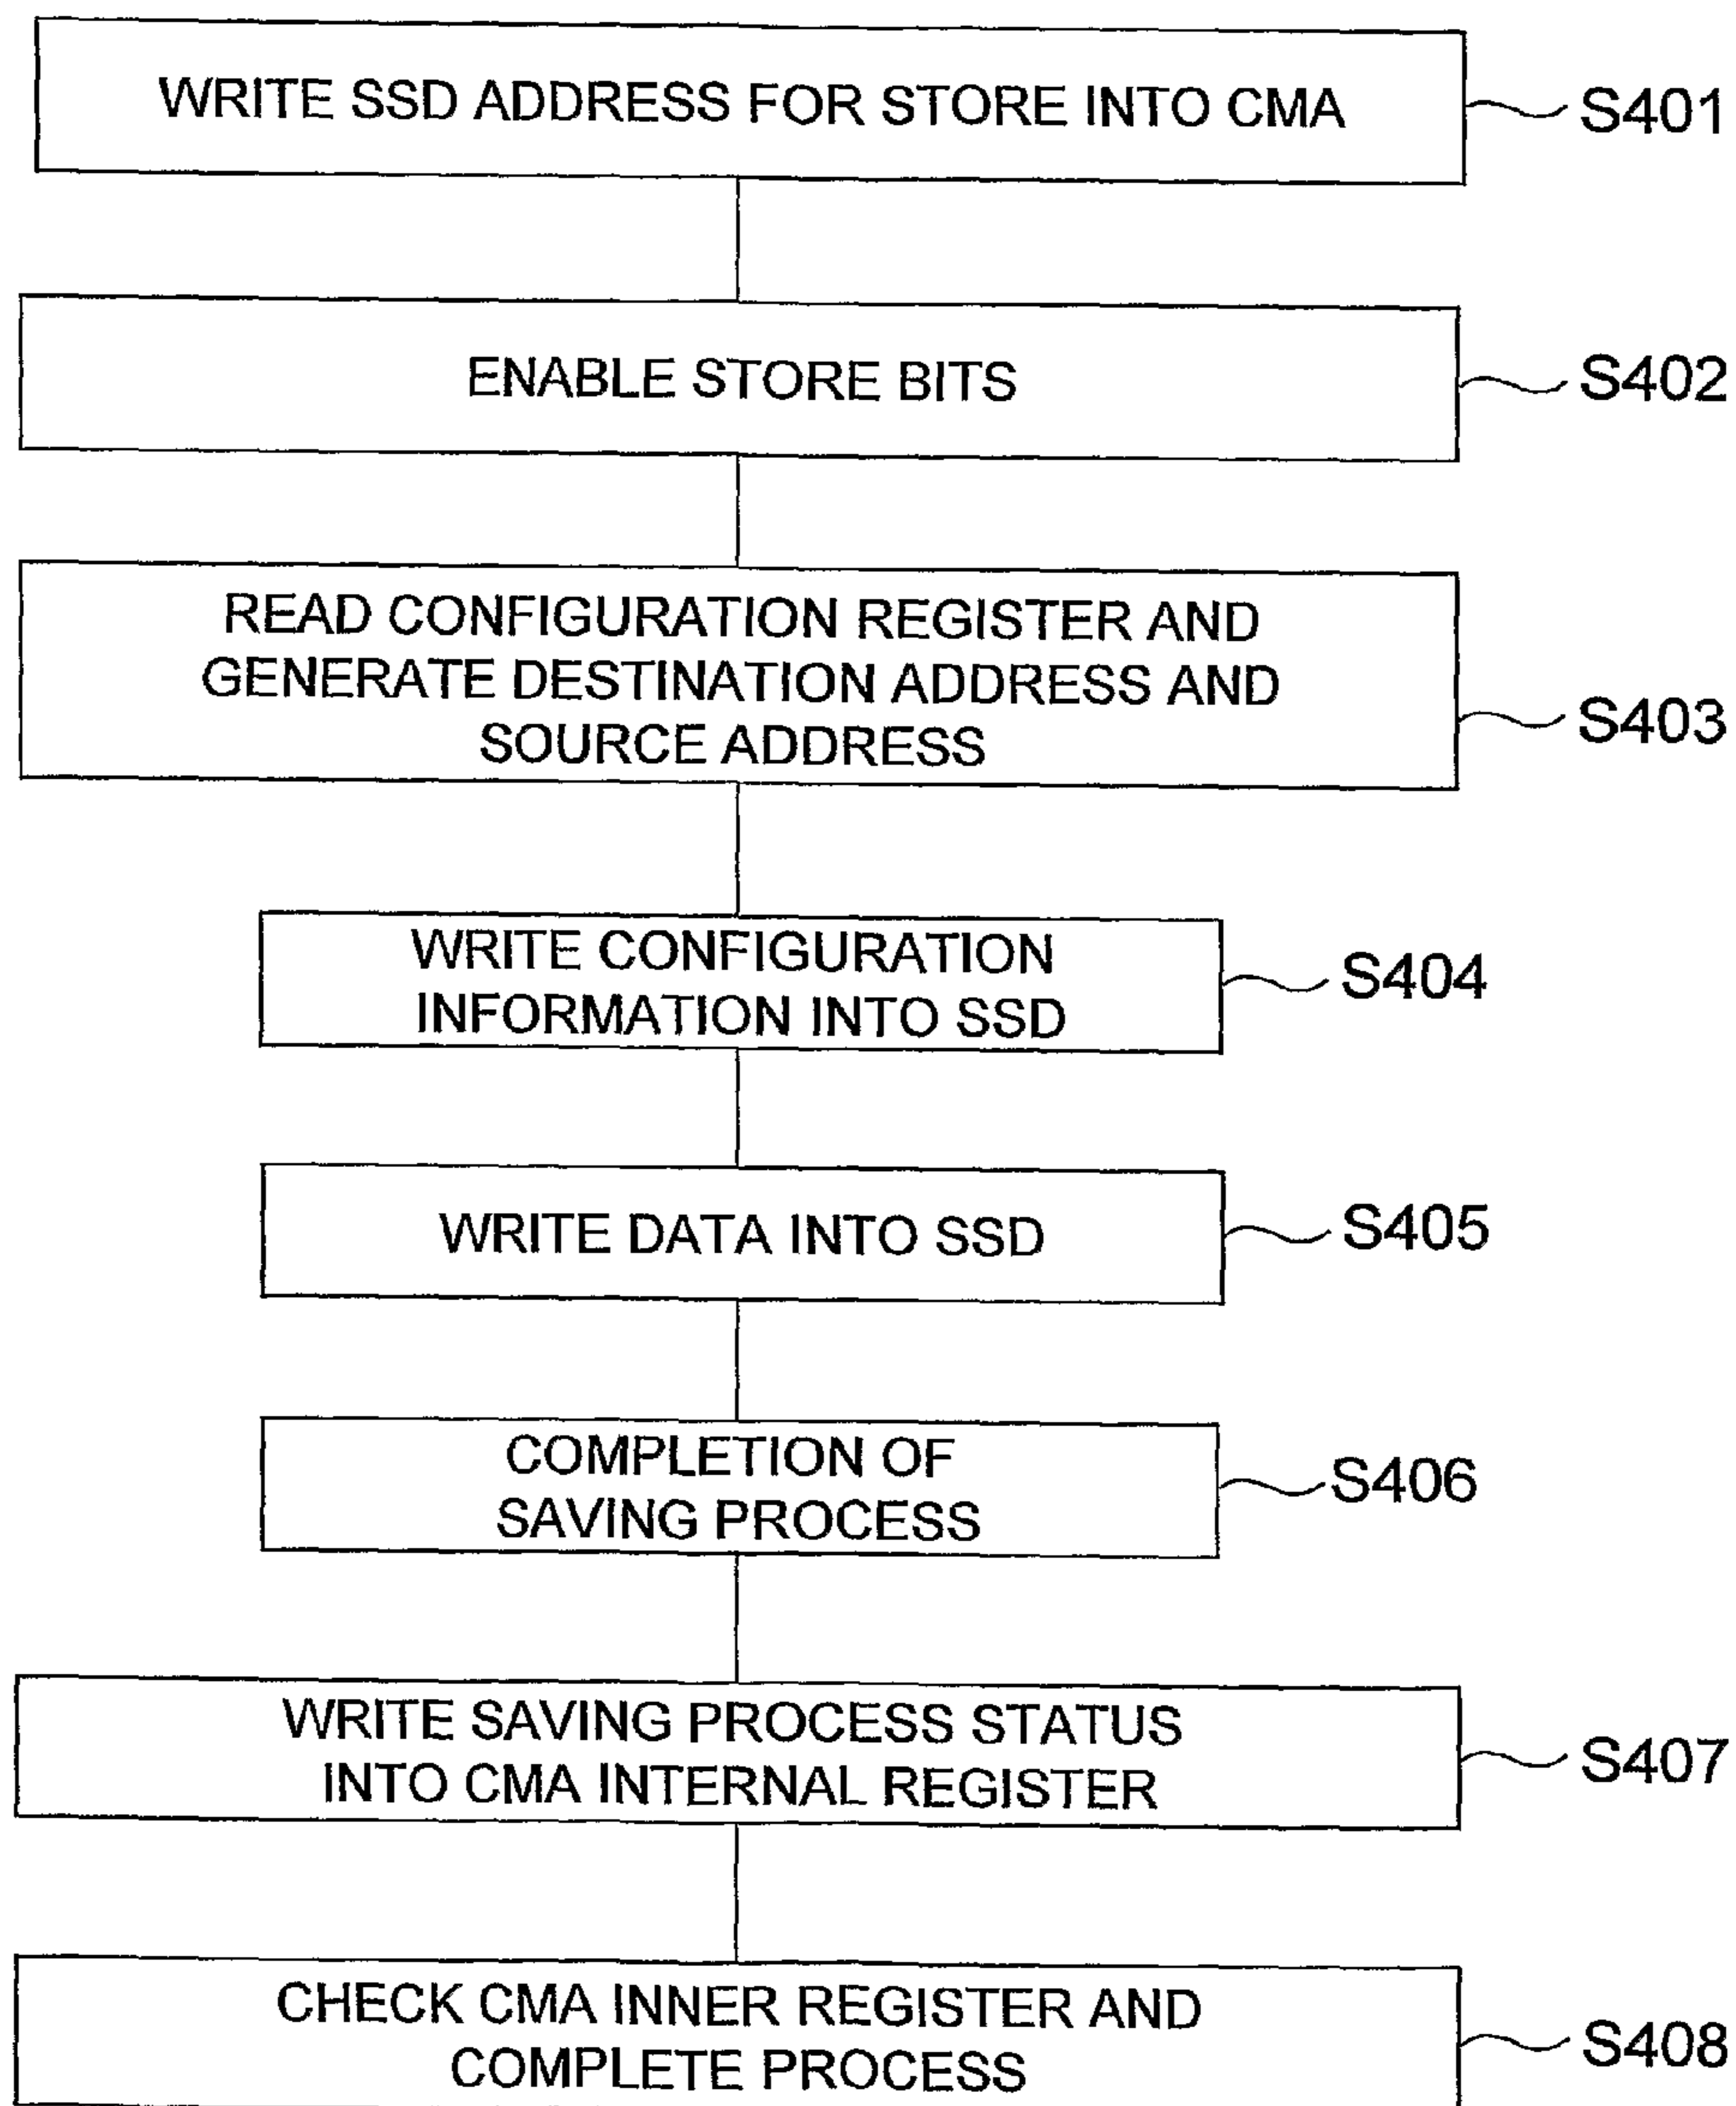 WRITE SSD ADDRESS FOR STORE INTO CMA
S401
ENABLE STORE BITS
S402
READ CONFIGURATION REGISTER AND
GENERATE DESTINATION ADDRESS AND
SOURCE ADDRESS
S403
WRITE CONFIGURATION
INFORMATION INTO SSD
S404
WRITE DATA INTO SSD
S405
COMPLETION OF
SAVING PROCESS
S406
WRITE SAVING PROCESS STATUS
INTO CMA INTERNAL REGISTER
S407
CHECK CMA INNER REGISTER AND
COMPLETE PROCESS
S408